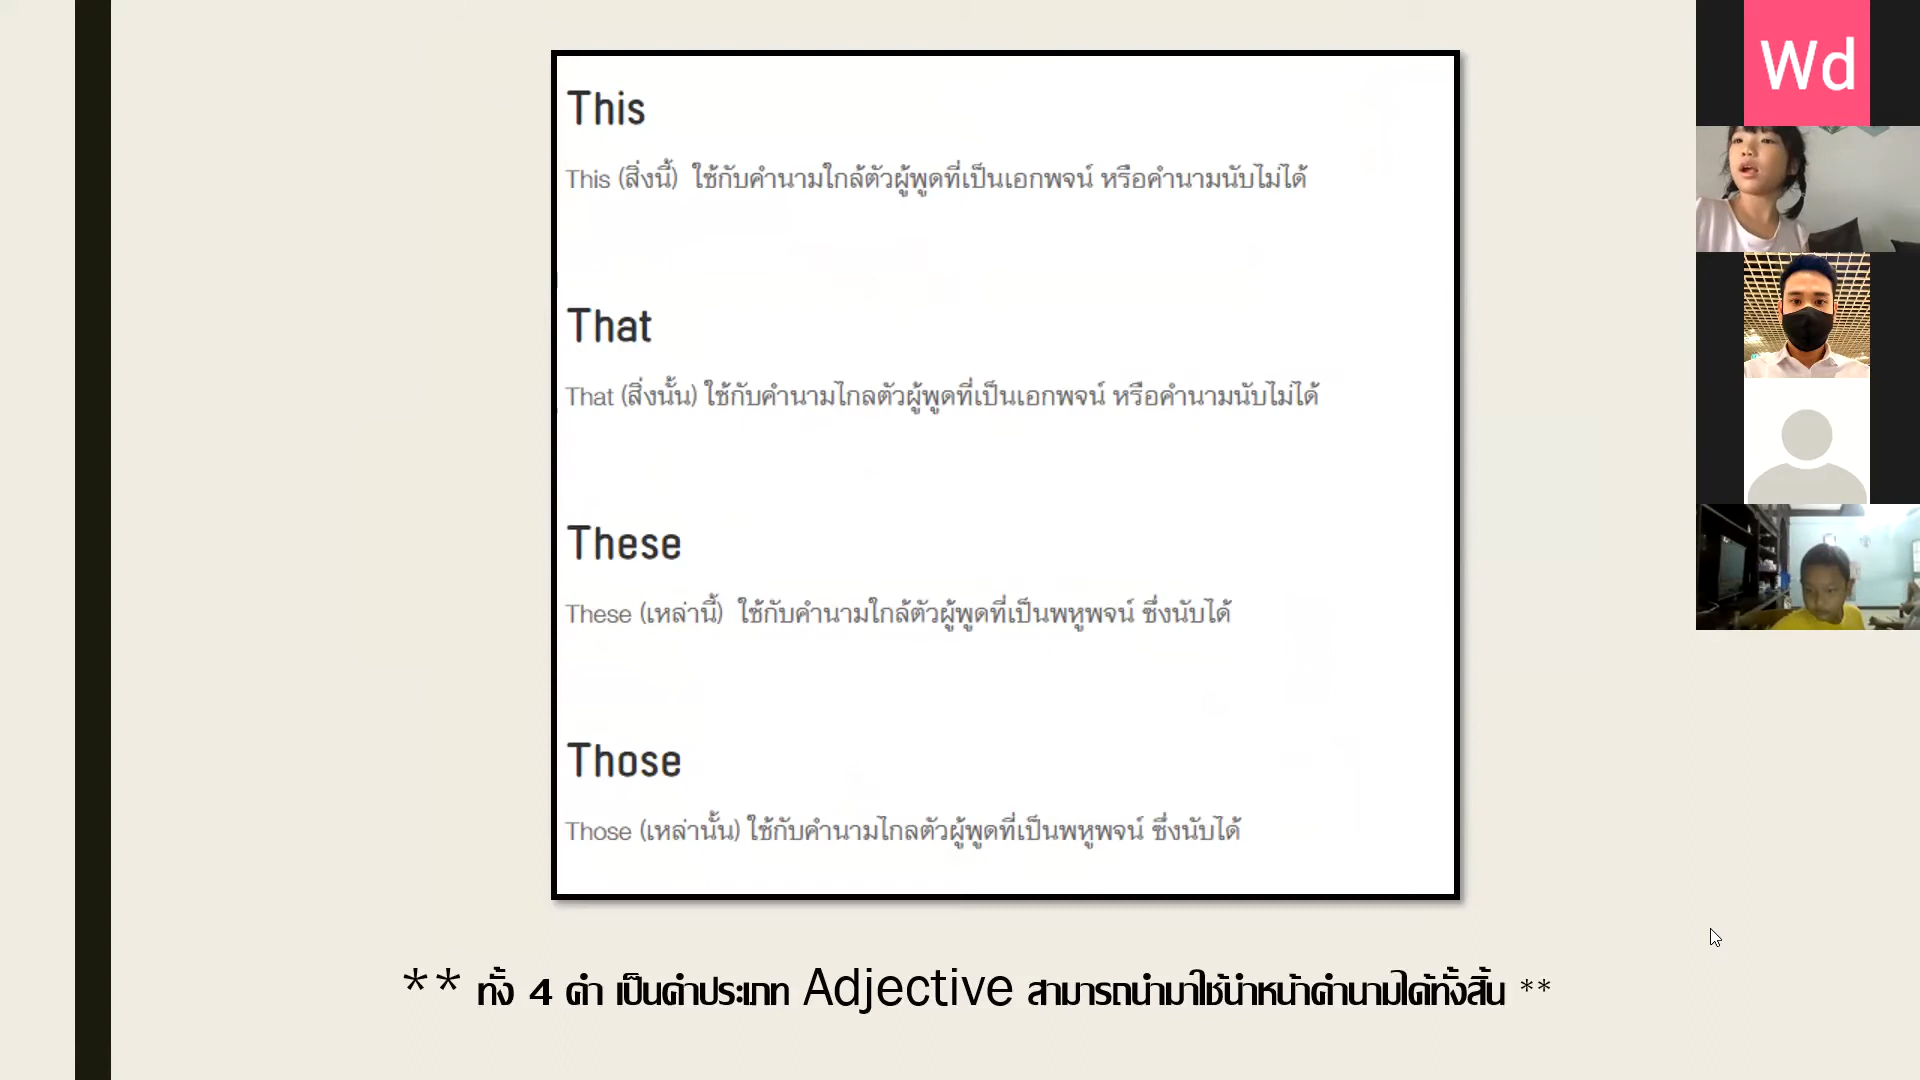 This
This (สิ่งนี้) ใช้กับคำนามใกล้ตัวผู้พูดที่เป็นเอกพจน์ หรือคำนามนับไม่ได้
That
That (สิ่งนั้น) ใช้กับคำนามไกลตัวผู้พูดที่เป็นเอกพจน์ หรือคำนามนับไม่ได้
These
These (เหล่านี้) ใช้กับคำนามใกล้ตัวผู้พูดที่เป็นพหูพจน์ ซึ่งนับได้
Those
Those (เหล่านั้น) ใช้กับคำนามไกลตัวผู้พูดที่เป็นพหูพจน์ ซึ่งนับได้
** ทั้ง 4 คำ เป็นคำประเภท Adjective สามารถนำมาใช้นำหน้าคำนามได้ทั้งสิ้น **
Wd